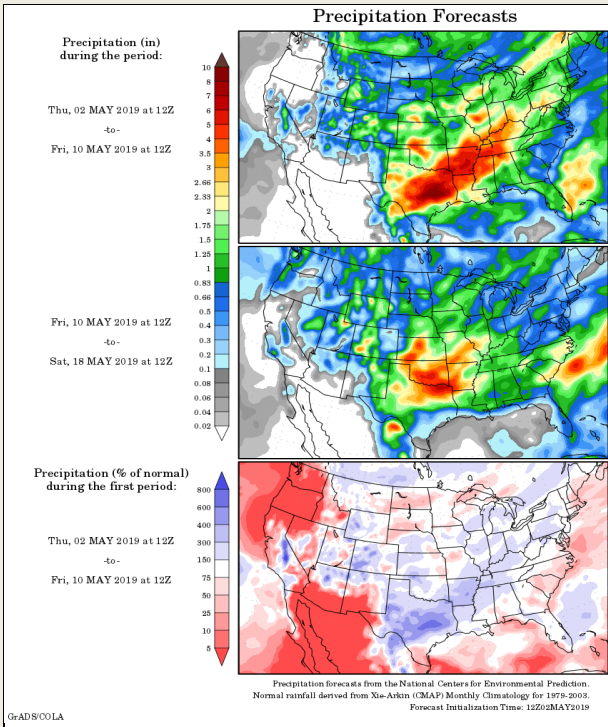 Precipitation Forecasts
Precipitation (in)
during the period:
Thu, 02 MAY 2019 at 12Z
-to-
Fri, 10 MAY 2019 at 12Z
10
8
7
6
5
4
3.5
3
2.66
2.33
2
1.75
1.5
1.25
1
0.83
0.66
0.5
0.4
0.3
0.2
0.1
0.08
0.06
0.04
0.02
Fri, 10 MAY 2019 at 12Z
-to-
Sat, 18 MAY 2019 at 12Z
Precipitation (% of normal)
during the first period:
Thu, 02 MAY 2019 at 12Z
-to-
Fri, 10 MAY 2019 at 12Z
800
600
400
300
150
75
50
25
10
5
Precipitation forecasts from the National Centers for Environmental Prediction.
Normal rainfall derived from Xie-Arkin (CMAP) Monthly Climatology for 1979-2003.
Forecast Initialization Time: 12Z02MAY2019
GrADS/COLA